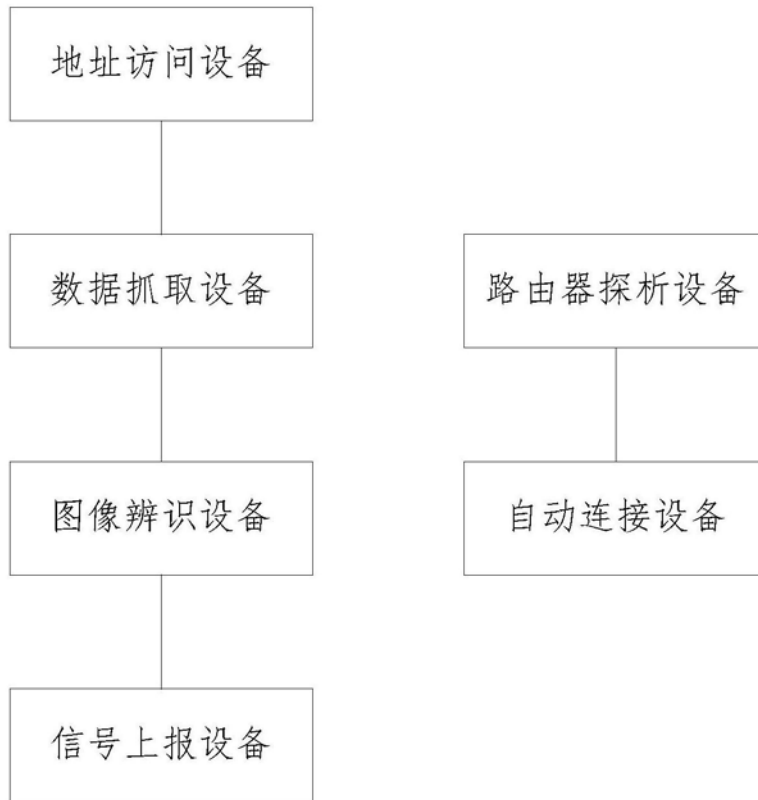 地址访问设备
数据抓取设备
路由器探析设备
图像辨识设备
自动连接设备
信号上报设备